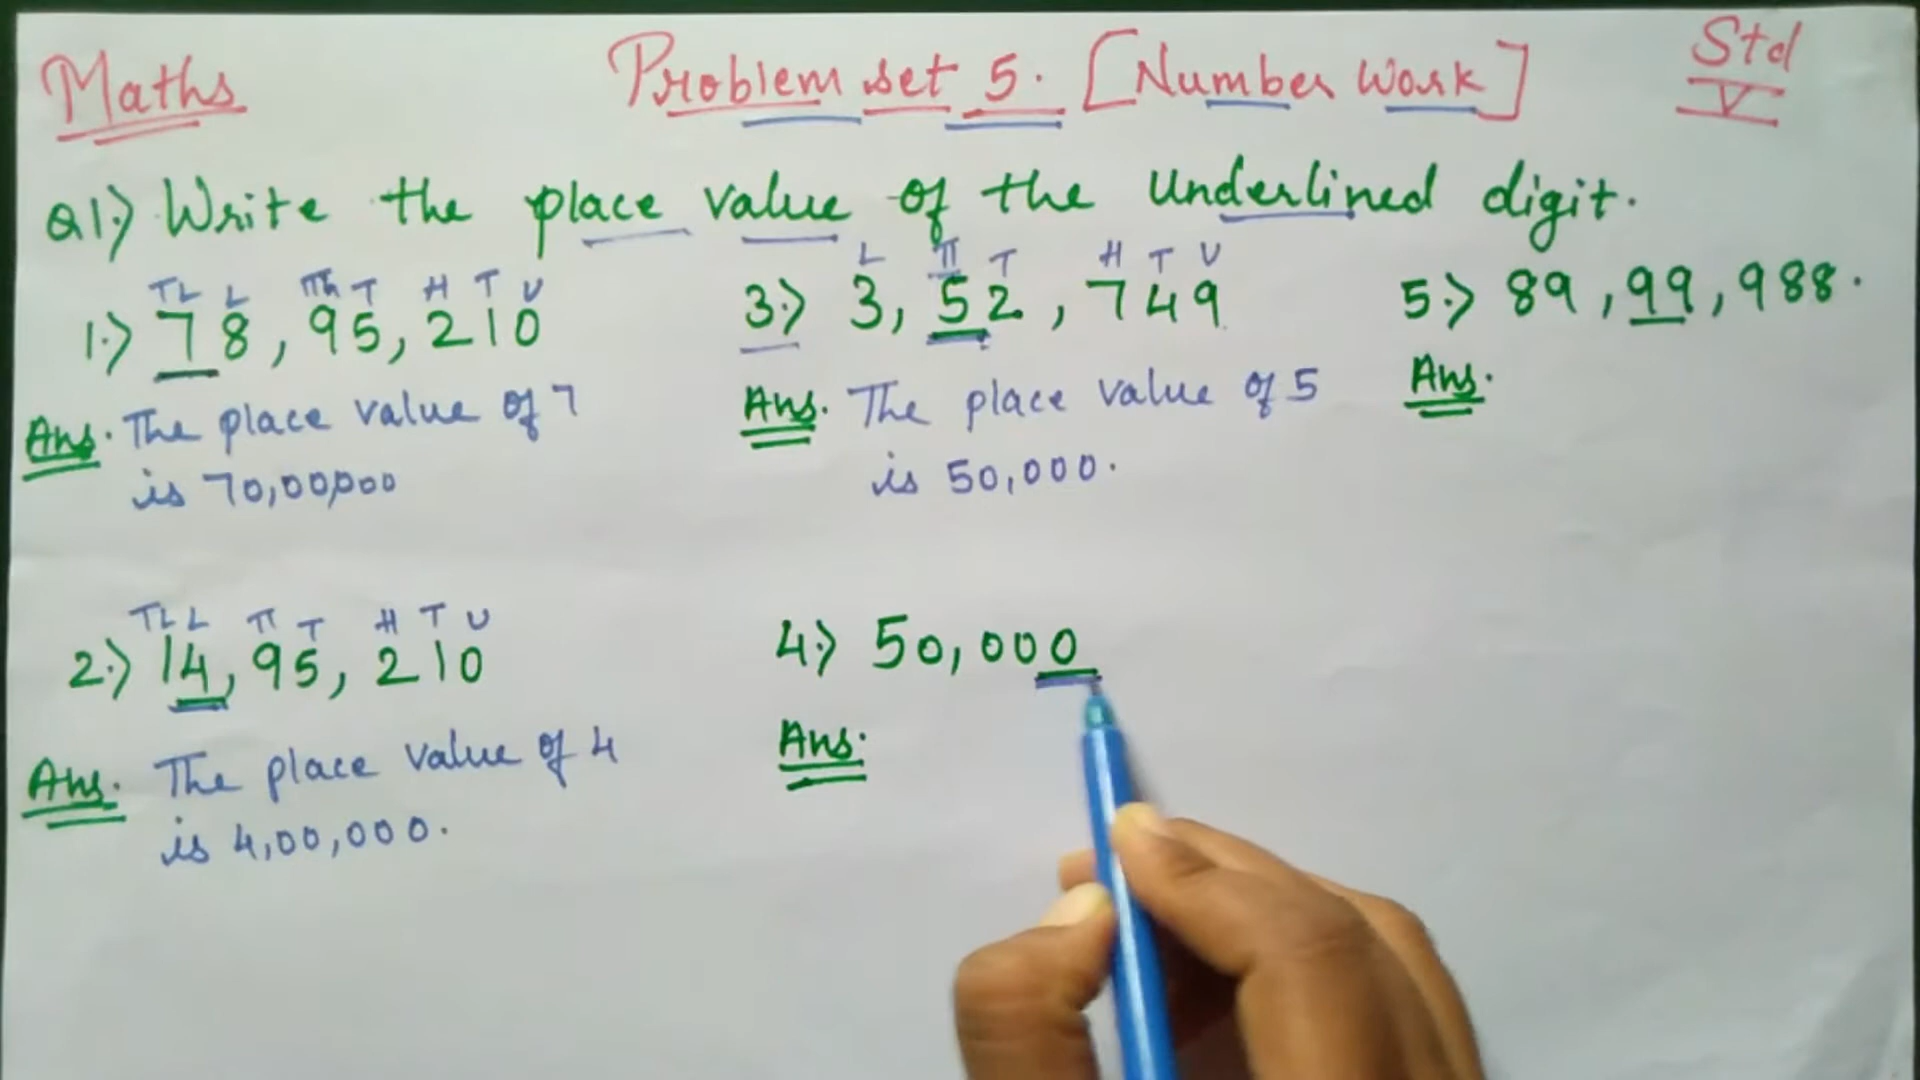 Maths
Problem set 5. [Number Work]
Std
V
Q1.) Write the place value of the Underlined digit.
TL L TTh T H T U
1.) 78,95,210
Ans. The place value of 7
is 70,00,000
TL L TT T H T U
2.) 14,95,210
Ans. The place value of 4
is 4,00,000.
L TT T H T U
3.) 3,52,749
Ans. The place value of 5
is 50,000.
4.) 50,000
Ans.
5.) 89,99,988.
Ans.